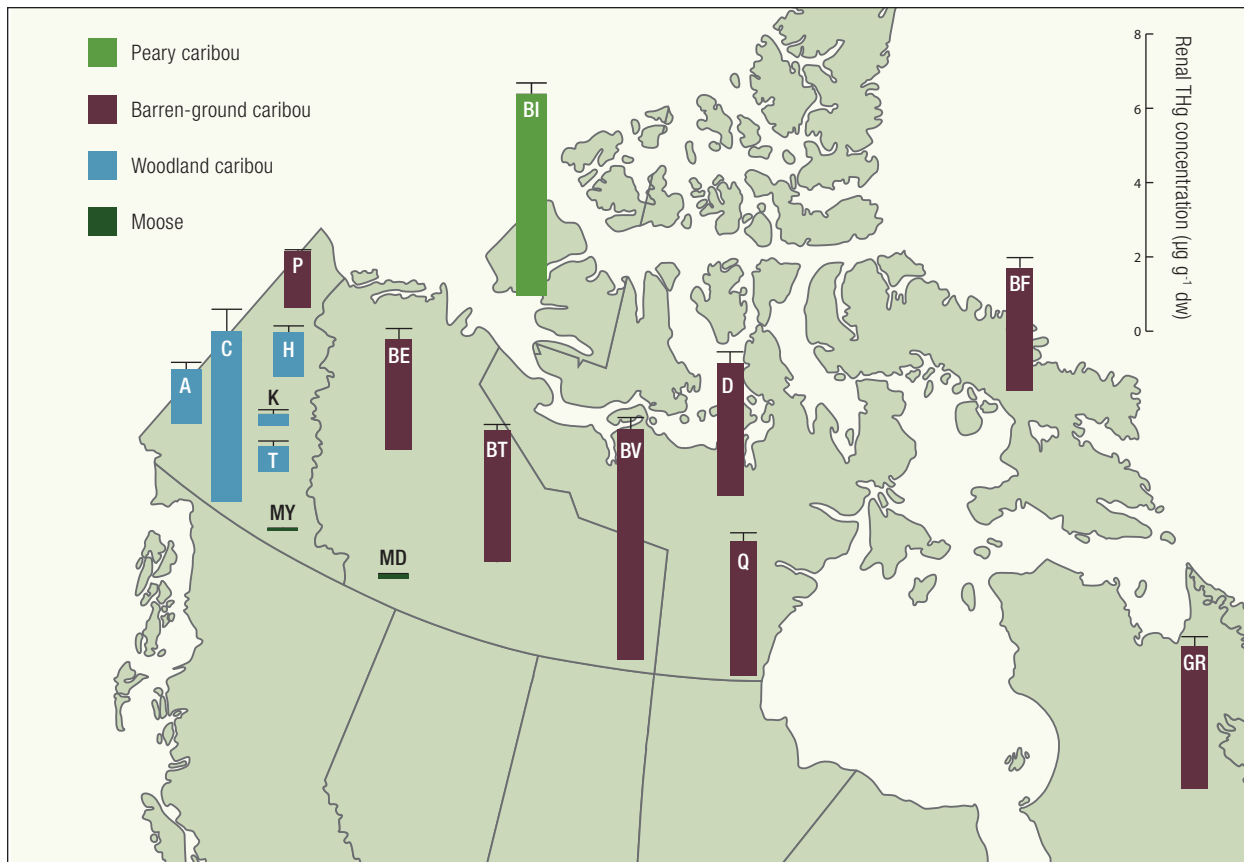 Peary caribou
Barren-ground caribou
Woodland caribou
Moose
8
6
4
2
0
Renal THg concentration (µg g⁻¹ dw)
BI
P
BF
C
H
BE
A
D
K
BT
BV
T
MY
MD
Q
GR